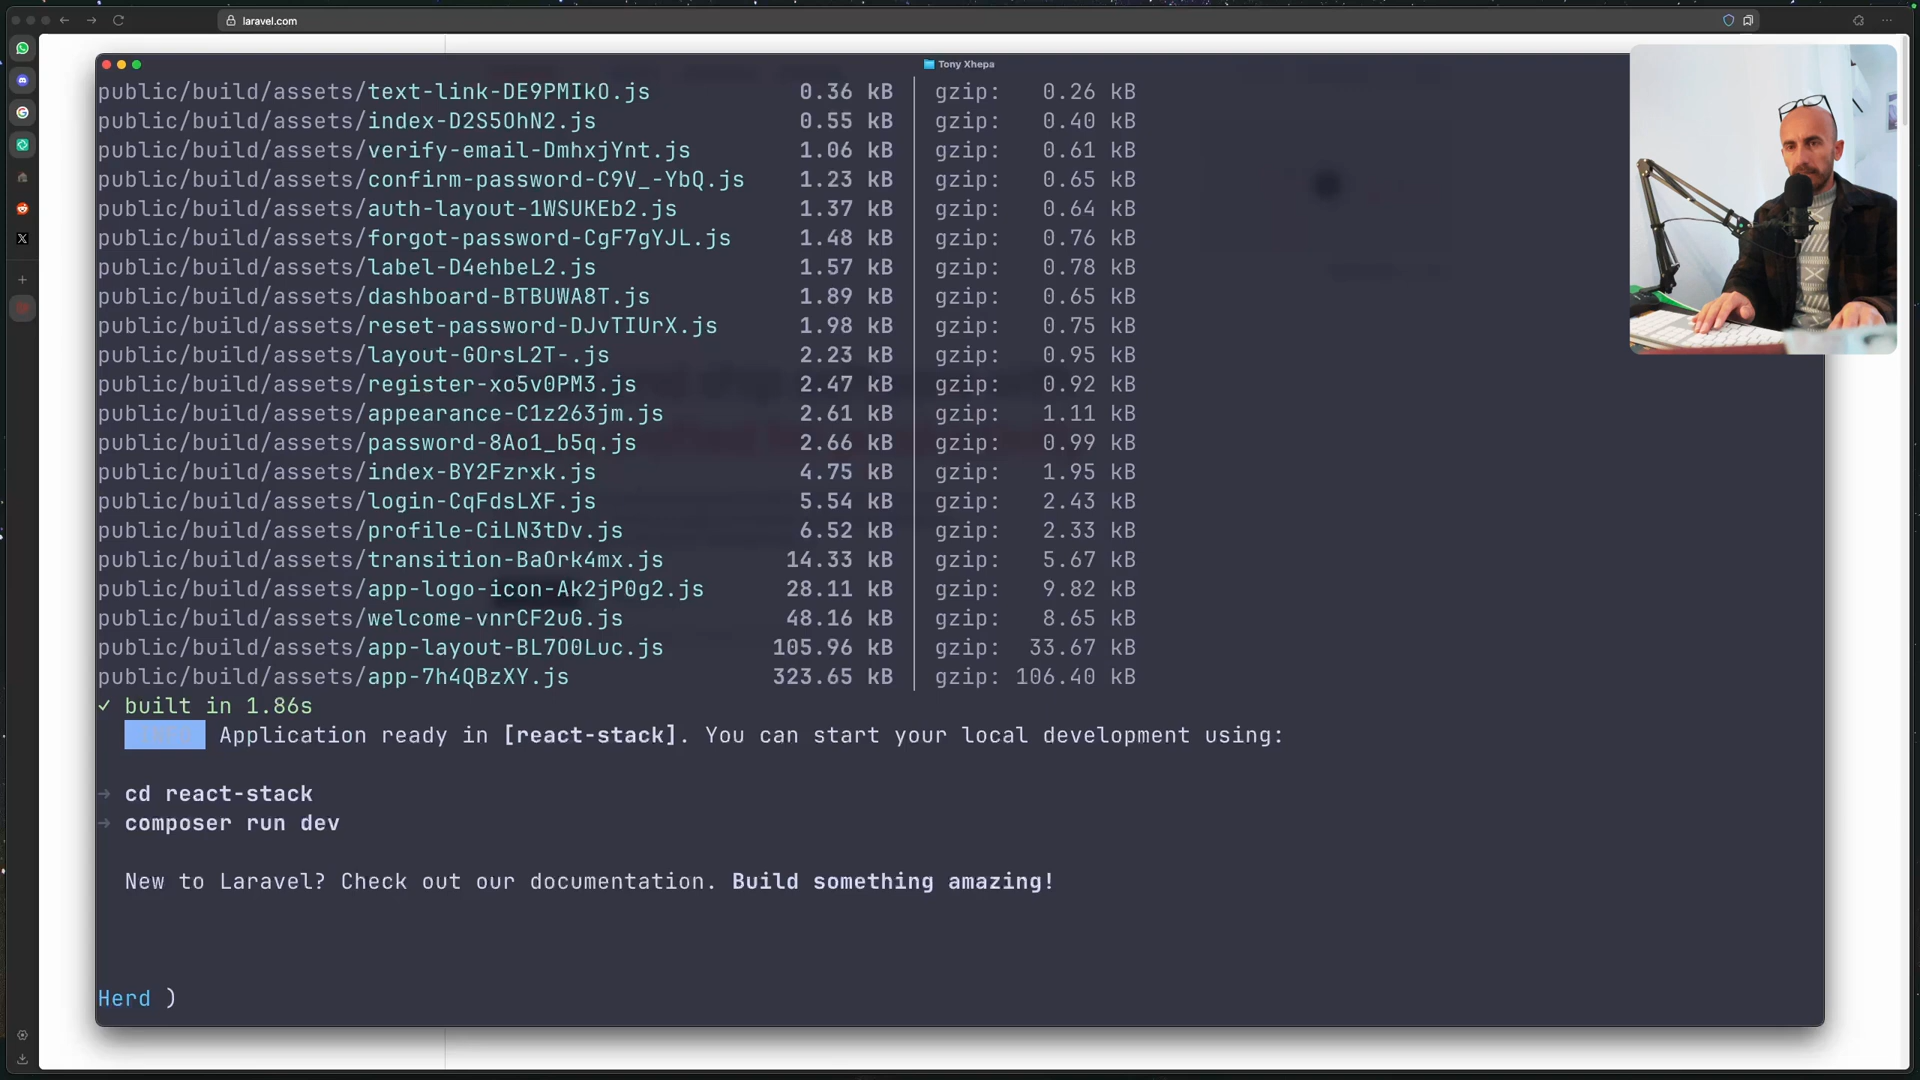 laravel.com
Tony Xhepa
public/build/assets/text-link-DE9PMIkO.js 0.36 kB │ gzip: 0.26 kB
public/build/assets/index-D2S5OhN2.js 0.55 kB │ gzip: 0.40 kB
public/build/assets/verify-email-DmhxjYnt.js 1.06 kB │ gzip: 0.61 kB
public/build/assets/confirm-password-C9V_-YbQ.js 1.23 kB │ gzip: 0.65 kB
public/build/assets/auth-layout-1WSUKEb2.js 1.37 kB │ gzip: 0.64 kB
public/build/assets/forgot-password-CgF7gYJL.js 1.48 kB │ gzip: 0.76 kB
public/build/assets/label-D4ehbeL2.js 1.57 kB │ gzip: 0.78 kB
public/build/assets/dashboard-BTBUWA8T.js 1.89 kB │ gzip: 0.65 kB
public/build/assets/reset-password-DJvTIUrX.js 1.98 kB │ gzip: 0.75 kB
public/build/assets/layout-GOrsL2T-.js 2.23 kB │ gzip: 0.95 kB
public/build/assets/register-xo5v0PM3.js 2.47 kB │ gzip: 0.92 kB
public/build/assets/appearance-C1z263jm.js 2.61 kB │ gzip: 1.11 kB
public/build/assets/password-8Ao1_b5q.js 2.66 kB │ gzip: 0.99 kB
public/build/assets/index-BY2Fzrxk.js 4.75 kB │ gzip: 1.95 kB
public/build/assets/login-CqFdsLXF.js 5.54 kB │ gzip: 2.43 kB
public/build/assets/profile-CiLN3tDv.js 6.52 kB │ gzip: 2.33 kB
public/build/assets/transition-BaOrk4mx.js 14.33 kB │ gzip: 5.67 kB
public/build/assets/app-logo-icon-Ak2jP0g2.js 28.11 kB │ gzip: 9.82 kB
public/build/assets/welcome-vnrCF2uG.js 48.16 kB │ gzip: 8.65 kB
public/build/assets/app-layout-BL7O0Luc.js 105.96 kB │ gzip: 33.67 kB
public/build/assets/app-7h4QBzXY.js 323.65 kB │ gzip: 106.40 kB
✓ built in 1.86s
Application ready in [react-stack]. You can start your local development using:
→ cd react-stack
→ composer run dev
New to Laravel? Check out our documentation. Build something amazing!
Herd )